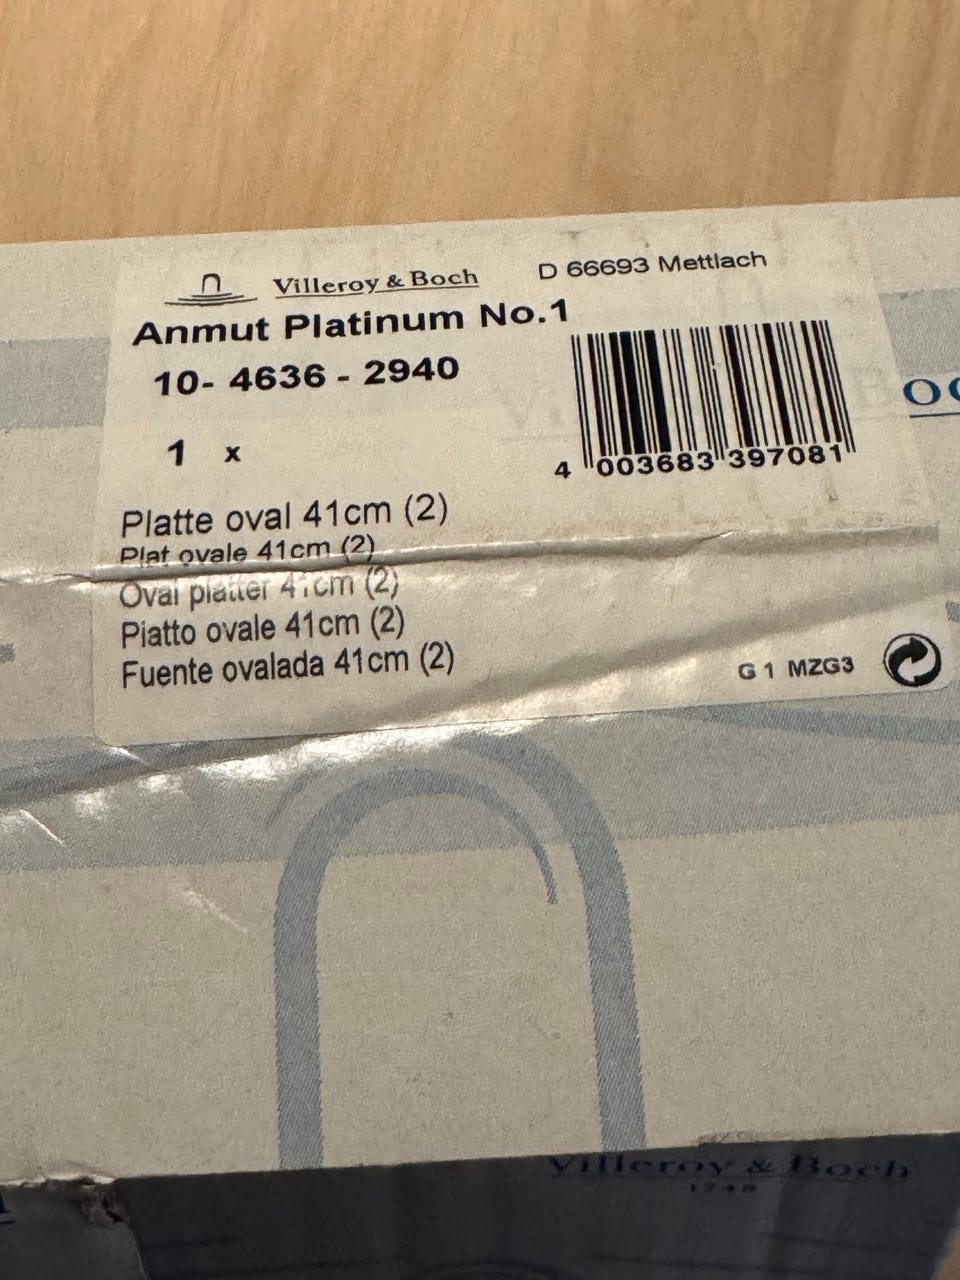 Villeroy & Boch
D 66693 Mettlach
Anmut Platinum No.1
10- 4636 - 2940
1 x
4 003683 397081
Platte oval 41cm (2)
Plat ovale 41cm (2)
Oval platter 41cm (2)
Piatto ovale 41cm (2)
Fuente ovalada 41cm (2)
G 1 MZG3
Villeroy & Boch
1748